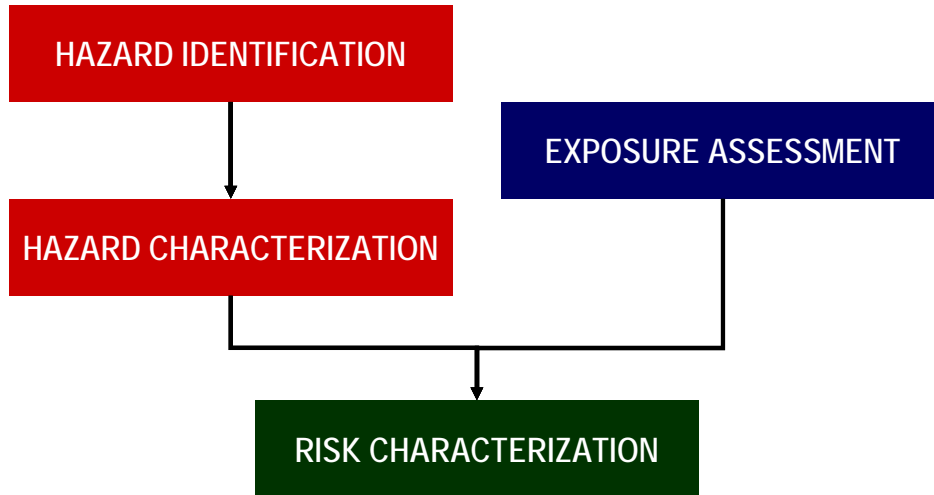 HAZARD IDENTIFICATION
EXPOSURE ASSESSMENT
HAZARD CHARACTERIZATION
RISK CHARACTERIZATION